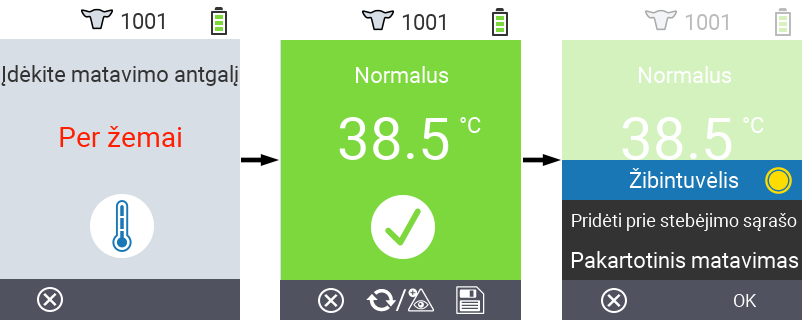 1001
Įdėkite matavimo antgalį
Per žemai
1001
Normalus
38.5 °C
1001
Normalus
38.5 °C
Žibintuvėlis
Pridėti prie stebėjimo sąrašo
Pakartotinis matavimas
OK